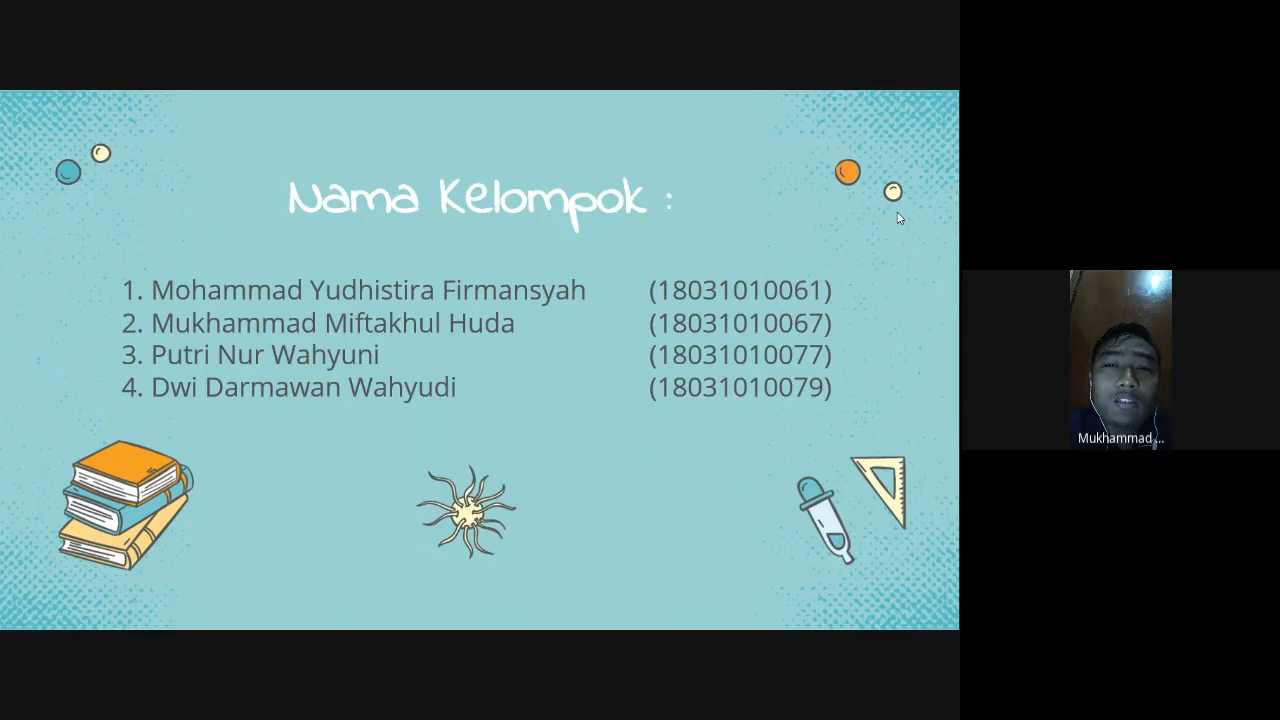 Nama Kelompok :
1. Mohammad Yudhistira Firmansyah (18031010061)
2. Mukhammad Miftakhul Huda (18031010067)
3. Putri Nur Wahyuni (18031010077)
4. Dwi Darmawan Wahyudi (18031010079)
Mukhammad ...